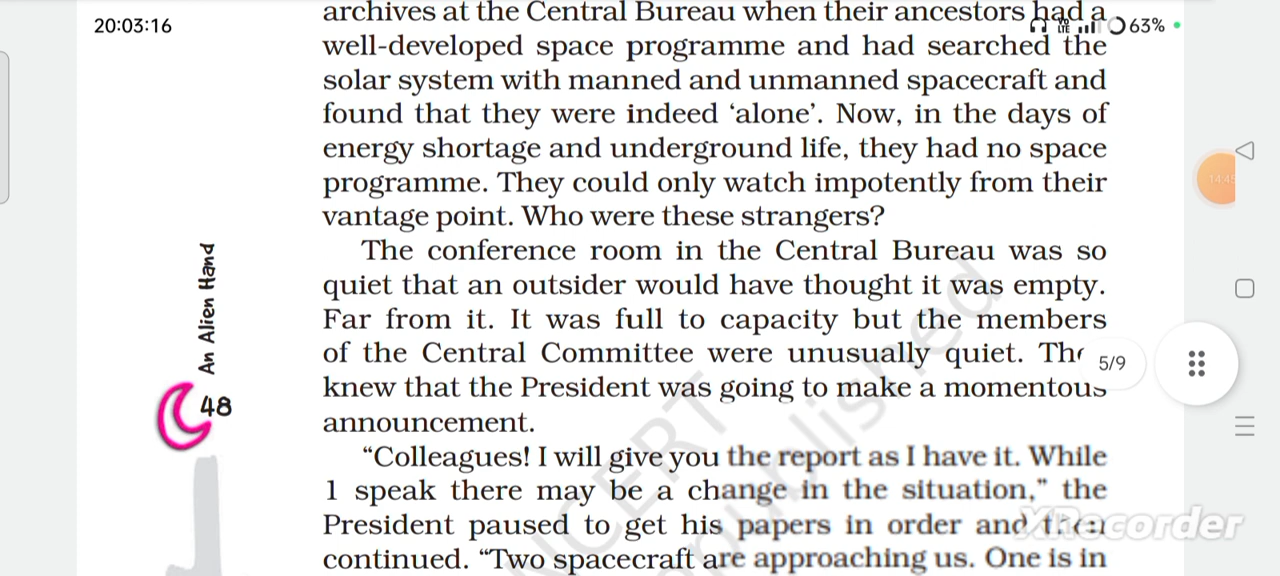 20:03:16
63%
archives at the Central Bureau when their ancestors had a
well-developed space programme and had searched the
solar system with manned and unmanned spacecraft and
found that they were indeed ‘alone’. Now, in the days of
energy shortage and underground life, they had no space
programme. They could only watch impotently from their
vantage point. Who were these strangers?
The conference room in the Central Bureau was so
quiet that an outsider would have thought it was empty.
Far from it. It was full to capacity but the members
of the Central Committee were unusually quiet.
knew that the President was going to make a momentous
announcement.
“Colleagues! I will give you the report as I have it. While
1 speak there may be a change in the situation,” the
President paused to get his papers in order and then
continued. “Two spacecraft are approaching us. One is in
An Alien Hand
48
5/9
14:45
NCERT
published
XRecorder